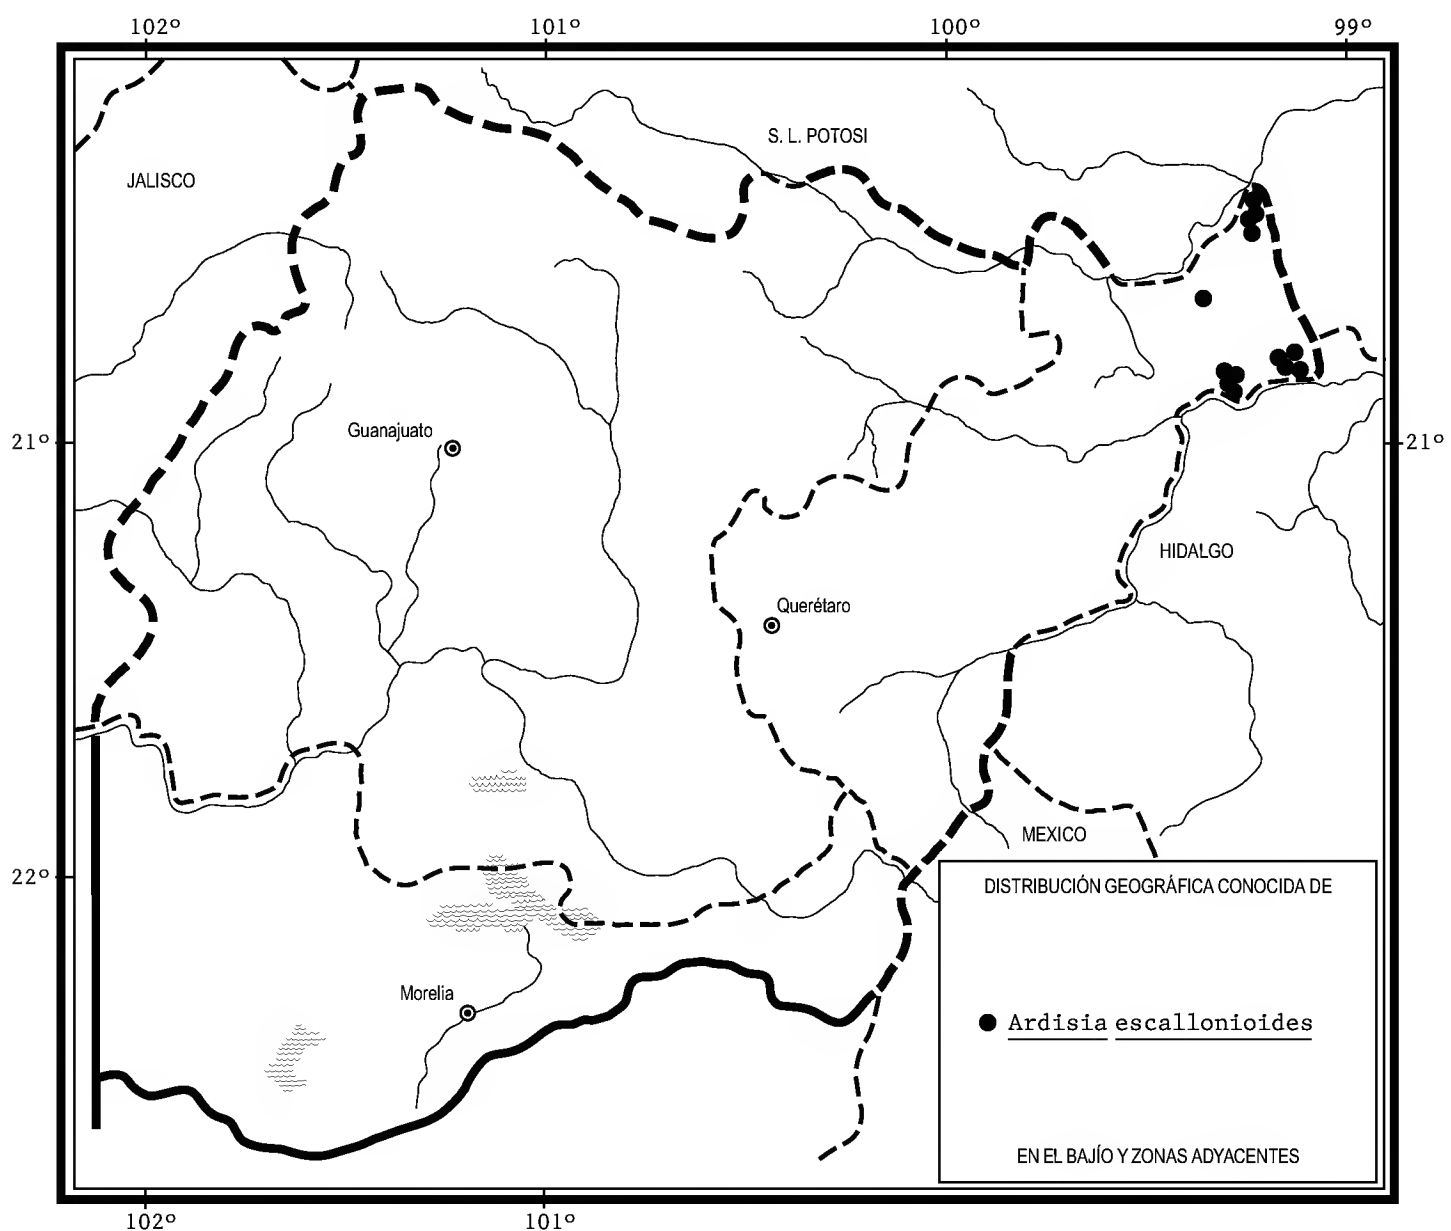 102º 101º 100º 99º
S. L. POTOSI
JALISCO
Guanajuato
21º 21º
HIDALGO
Querétaro
MEXICO
22º
DISTRIBUCIÓN GEOGRÁFICA CONOCIDA DE
Morelia
Ardisia escallonioides
EN EL BAJÍO Y ZONAS ADYACENTES
102º 101º